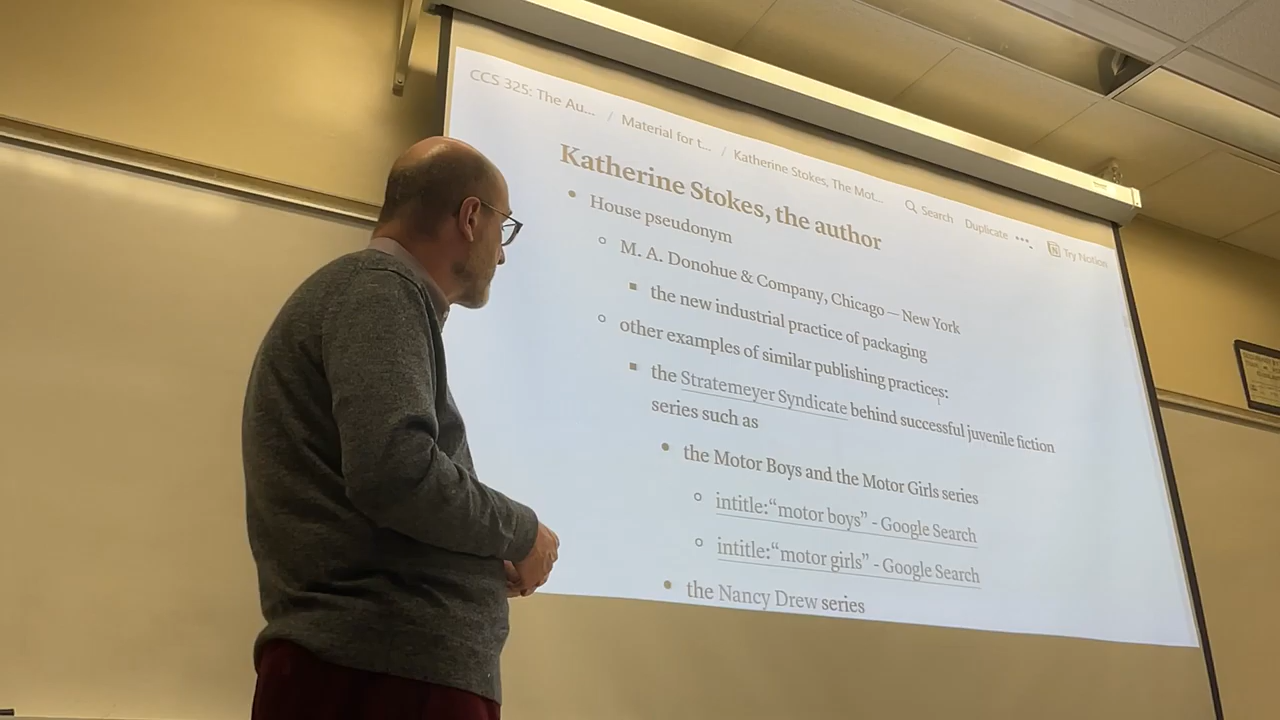 CCS 325: The Au... / Material for t... / Katherine Stokes, The Mot... Search Duplicate ••• Try Notion
Katherine Stokes, the author
• House pseudonym
◦ M. A. Donohue & Company, Chicago — New York
▪ the new industrial practice of packaging
◦ other examples of similar publishing practices:
▪ the Stratemeyer Syndicate behind successful juvenile fiction
series such as
• the Motor Boys and the Motor Girls series
◦ intitle:“motor boys” - Google Search
◦ intitle:“motor girls” - Google Search
• the Nancy Drew series